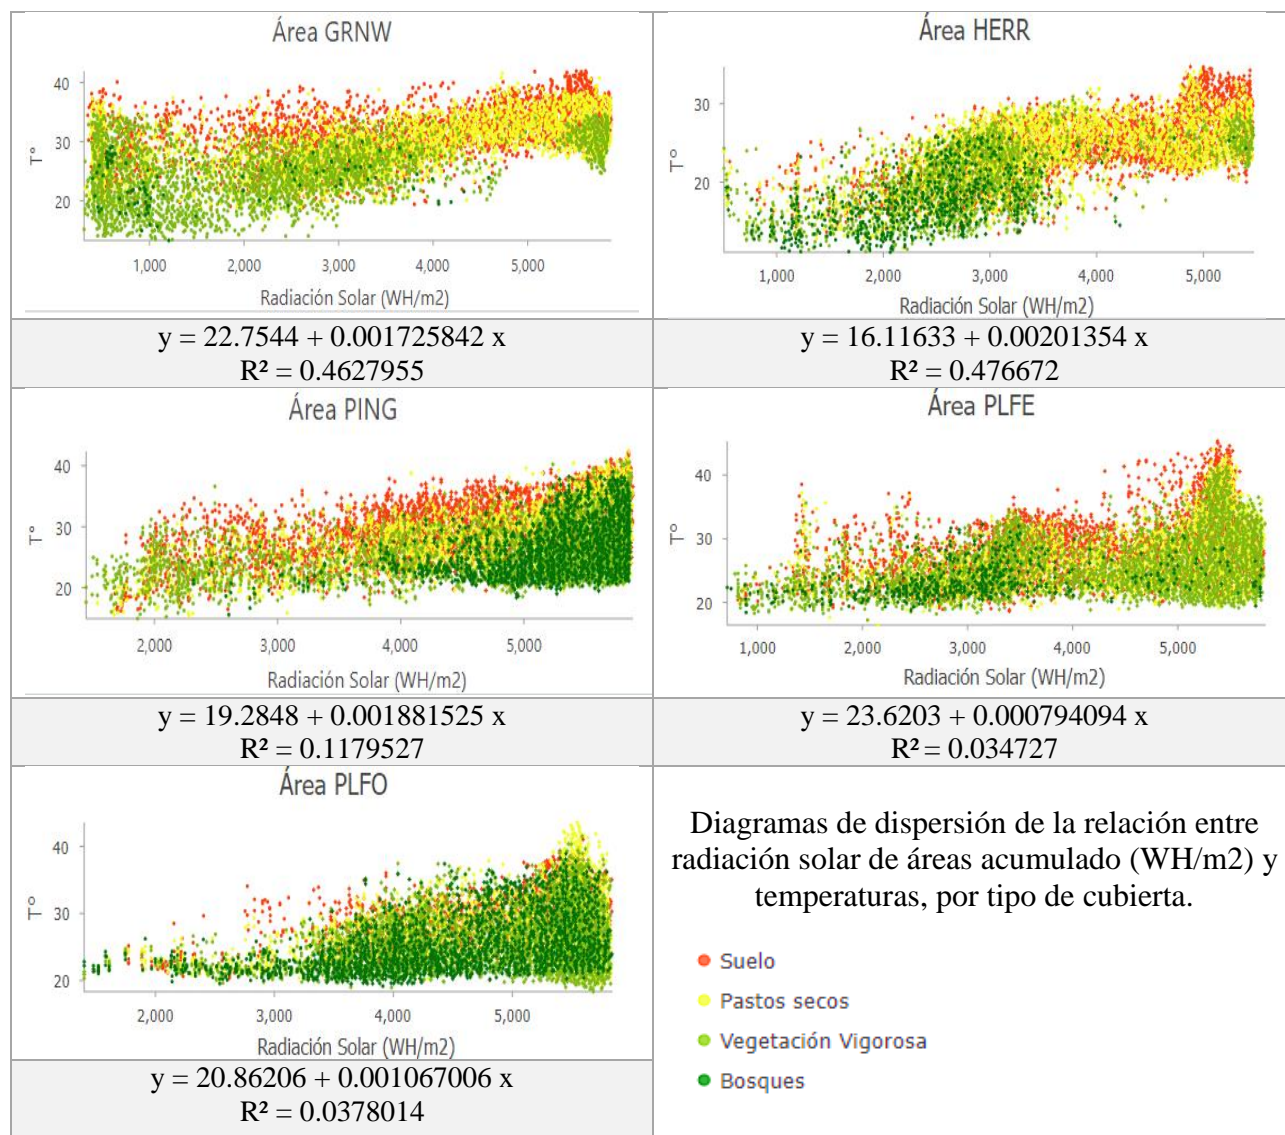 Área GRNW
40
30
20
T°
1,000
2,000
3,000
4,000
5,000
Radiación Solar (WH/m2)
y = 22.7544 + 0.001725842 x
R² = 0.4627955
Área HERR
30
20
T°
1,000
2,000
3,000
4,000
5,000
Radiación Solar (WH/m2)
y = 16.11633 + 0.00201354 x
R² = 0.476672
Área PING
40
30
20
T°
2,000
3,000
4,000
5,000
Radiación Solar (WH/m2)
y = 19.2848 + 0.001881525 x
R² = 0.1179527
Área PLFE
40
30
20
T°
1,000
2,000
3,000
4,000
5,000
Radiación Solar (WH/m2)
y = 23.6203 + 0.000794094 x
R² = 0.034727
Área PLFO
40
30
20
T°
2,000
3,000
4,000
5,000
Radiación Solar (WH/m2)
y = 20.86206 + 0.001067006 x
R² = 0.0378014
Diagramas de dispersión de la relación entre
radiación solar de áreas acumulado (WH/m2) y
temperaturas, por tipo de cubierta.
Suelo
Pastos secos
Vegetación Vigorosa
Bosques